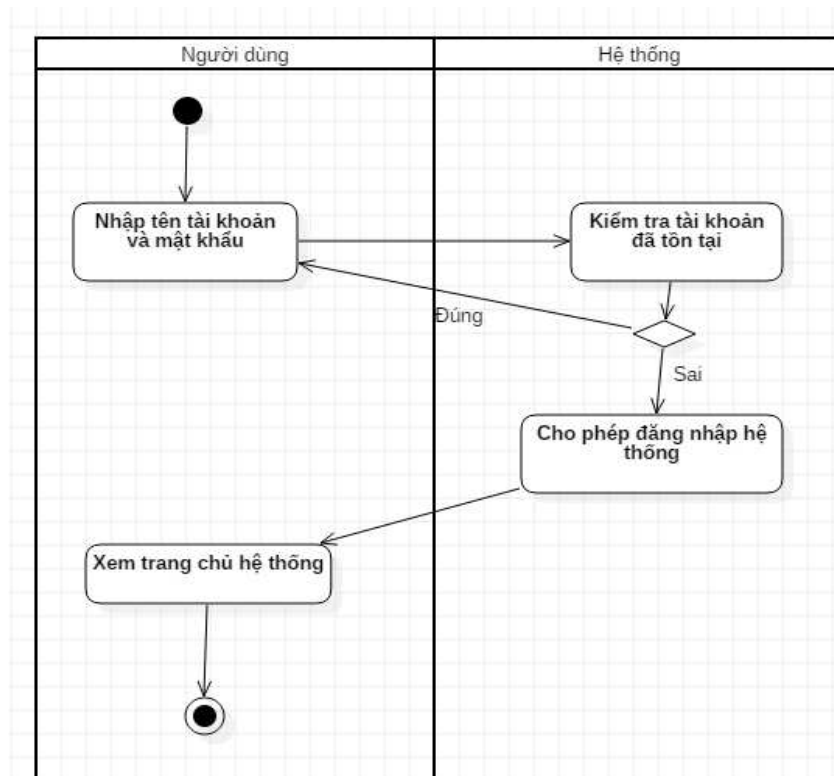 Người dùng
Hệ thống
Nhập tên tài khoản
và mật khẩu
Kiểm tra tài khoản
đã tồn tại
Đúng
Sai
Cho phép đăng nhập hệ
thống
Xem trang chủ hệ thống